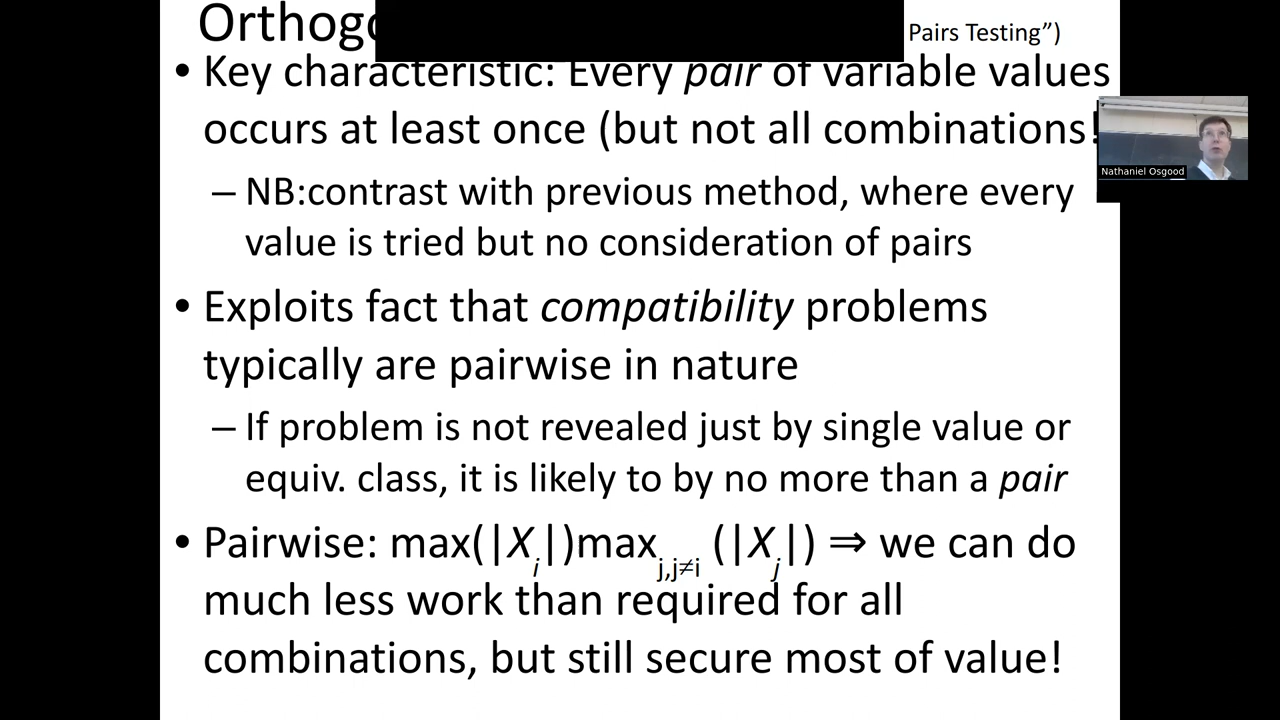 Pairs Testing”)
• Key characteristic: Every pair of variable values
occurs at least once (but not all combinations!
– NB:contrast with previous method, where every
value is tried but no consideration of pairs
• Exploits fact that compatibility problems
typically are pairwise in nature
– If problem is not revealed just by single value or
equiv. class, it is likely to by no more than a pair
• Pairwise: max(|Xi|)maxj,j≠i (|Xj|) ⇒ we can do
much less work than required for all
combinations, but still secure most of value!
Nathaniel Osgood